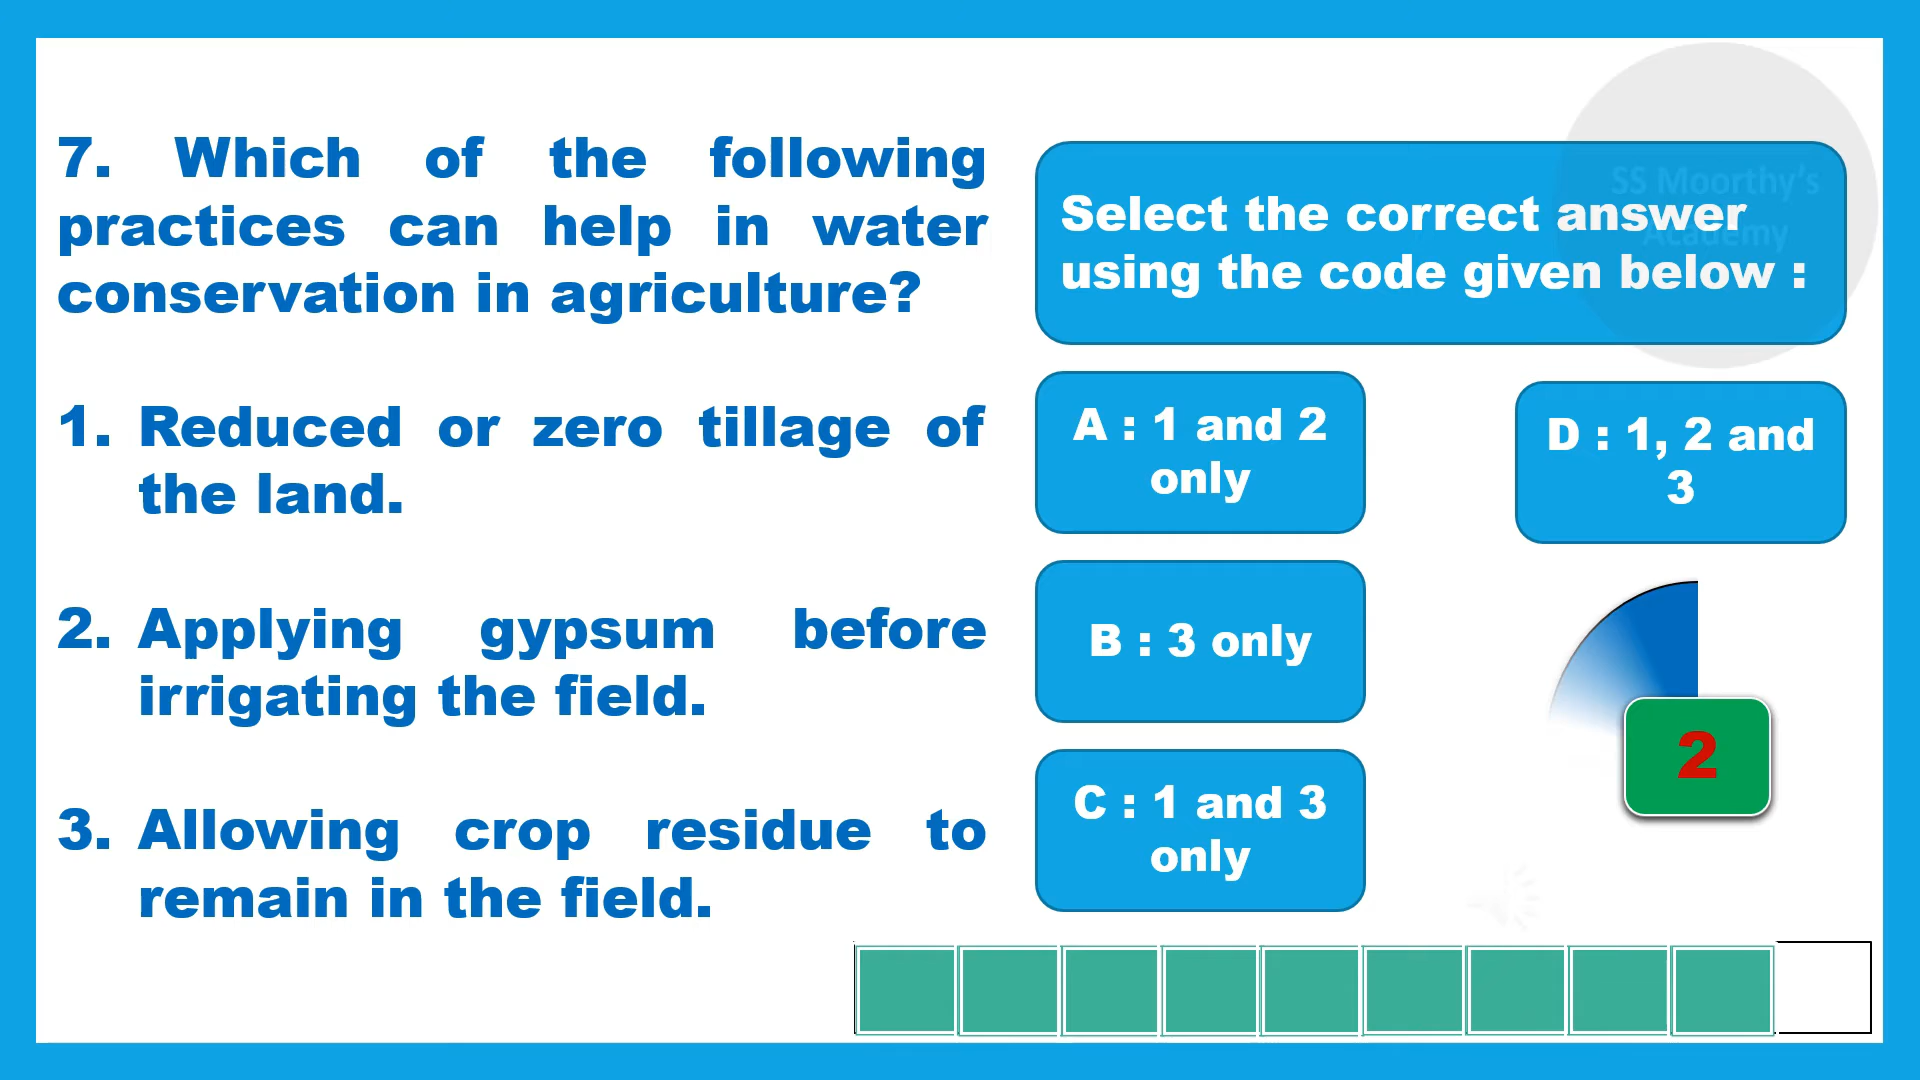 7. Which of the following
practices can help in water
conservation in agriculture?
1. Reduced or zero tillage of
the land.
2. Applying gypsum before
irrigating the field.
3. Allowing crop residue to
remain in the field.
SS Moorthy's
Academy
Select the correct answer
using the code given below :
A : 1 and 2
only
B : 3 only
C : 1 and 3
only
D : 1, 2 and
3
2